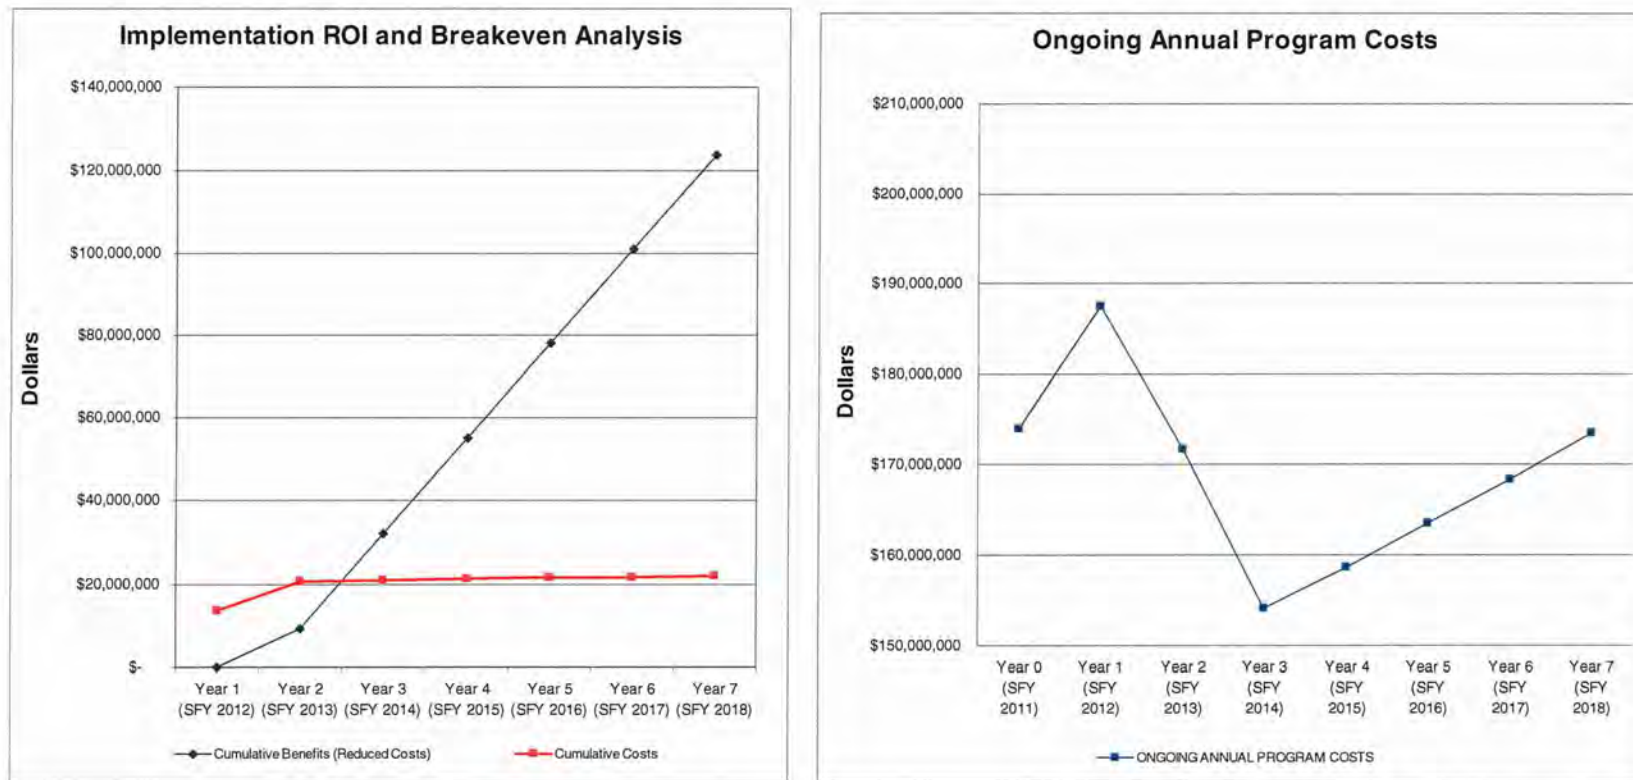 Implementation ROI and Breakeven Analysis
$140,000,000
$120,000,000
$100,000,000
$80,000,000
$60,000,000
$40,000,000
$20,000,000
$-
Dollars
Year 1 Year 2 Year 3 Year 4 Year 5 Year 6 Year 7
(SFY 2012) (SFY 2013) (SFY 2014) (SFY 2015) (SFY 2016) (SFY 2017) (SFY 2018)
Cumulative Benefits (Reduced Costs) Cumulative Costs
Ongoing Annual Program Costs
$210,000,000
$200,000,000
$190,000,000
$180,000,000
$170,000,000
$160,000,000
$150,000,000
Dollars
Year 0 Year 1 Year 2 Year 3 Year 4 Year 5 Year 6 Year 7
(SFY (SFY (SFY (SFY (SFY (SFY (SFY (SFY
2011) 2012) 2013) 2014) 2015) 2016) 2017) 2018)
ONGOING ANNUAL PROGRAM COSTS